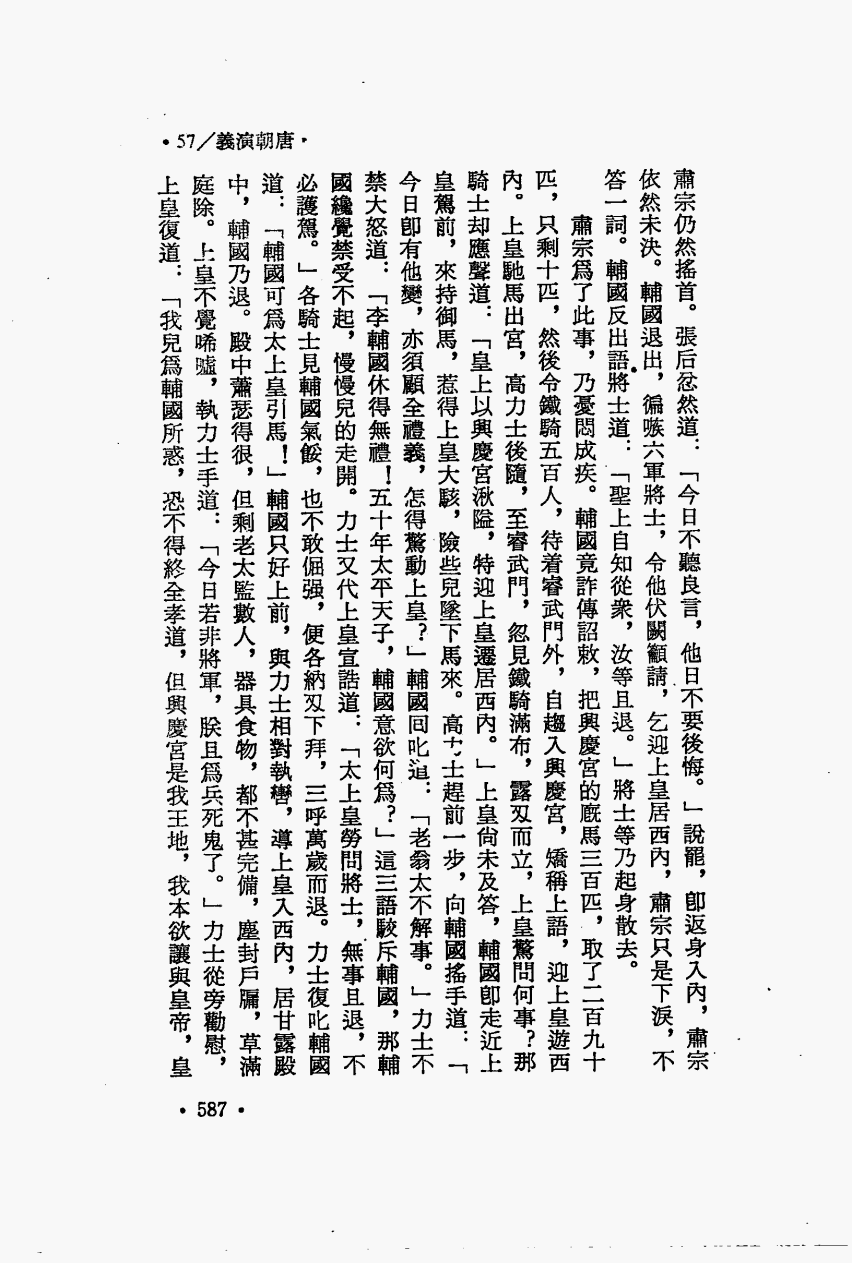 •57／義演朝唐•
肅宗仍然搖首。張后忿然道：「今日不聽良言，他日不要後悔。」說罷，卽返身入內，肅宗
依然未決。輔國退出，徧嗾六軍將士，令他伏闕籲請，乞迎上皇居西內，肅宗只是下淚，不
答一詞。輔國反出語將士道：「聖上自知從衆，汝等且退。」將士等乃起身散去。
肅宗爲了此事，乃憂悶成疾。輔國竟詐傳詔敕，把興慶宮的廐馬三百匹，取了二百九十
匹，只剩十匹，然後令鐵騎五百人，待着睿武門外，自趨入興慶宮，矯稱上語，迎上皇遊西
內。上皇馳馬出宮，高力士後隨，至睿武門，忽見鐵騎滿布，露刄而立，上皇驚問何事？那
騎士却應聲道：「皇上以興慶宮湫隘，特迎上皇遷居西內。」上皇尙未及答，輔國卽走近上
皇駕前，來持御馬，惹得上皇大駭，險些兒墜下馬來。高力士趕前一步，向輔國搖手道：「
今日卽有他變，亦須顧全禮義，怎得驚動上皇？」輔國囘叱道：「老翁太不解事。」力士不
禁大怒道：「李輔國休得無禮！五十年太平天子，輔國意欲何爲？」這三語駁斥輔國，那輔
國纔覺禁受不起，慢慢兒的走開。力士又代上皇宣誥道：「太上皇勞問將士，無事且退，不
必護駕。」各騎士見輔國氣餒，也不敢倔强，便各納刄下拜，三呼萬歲而退。力士復叱輔國
道：「輔國可爲太上皇引馬！」輔國只好上前，與力士相對執轡，導上皇入西內，居甘露殿
中，輔國乃退。殿中蕭瑟得很，但剩老太監數人，器具食物，都不甚完備，塵封戶牖，草滿
庭除。上皇不覺唏噓，執力士手道：「今日若非將軍，朕且爲兵死鬼了。」力士從旁勸慰，
上皇復道：「我兒爲輔國所惑，恐不得終全孝道，但興慶宮是我王地，我本欲讓與皇帝，皇
•587•